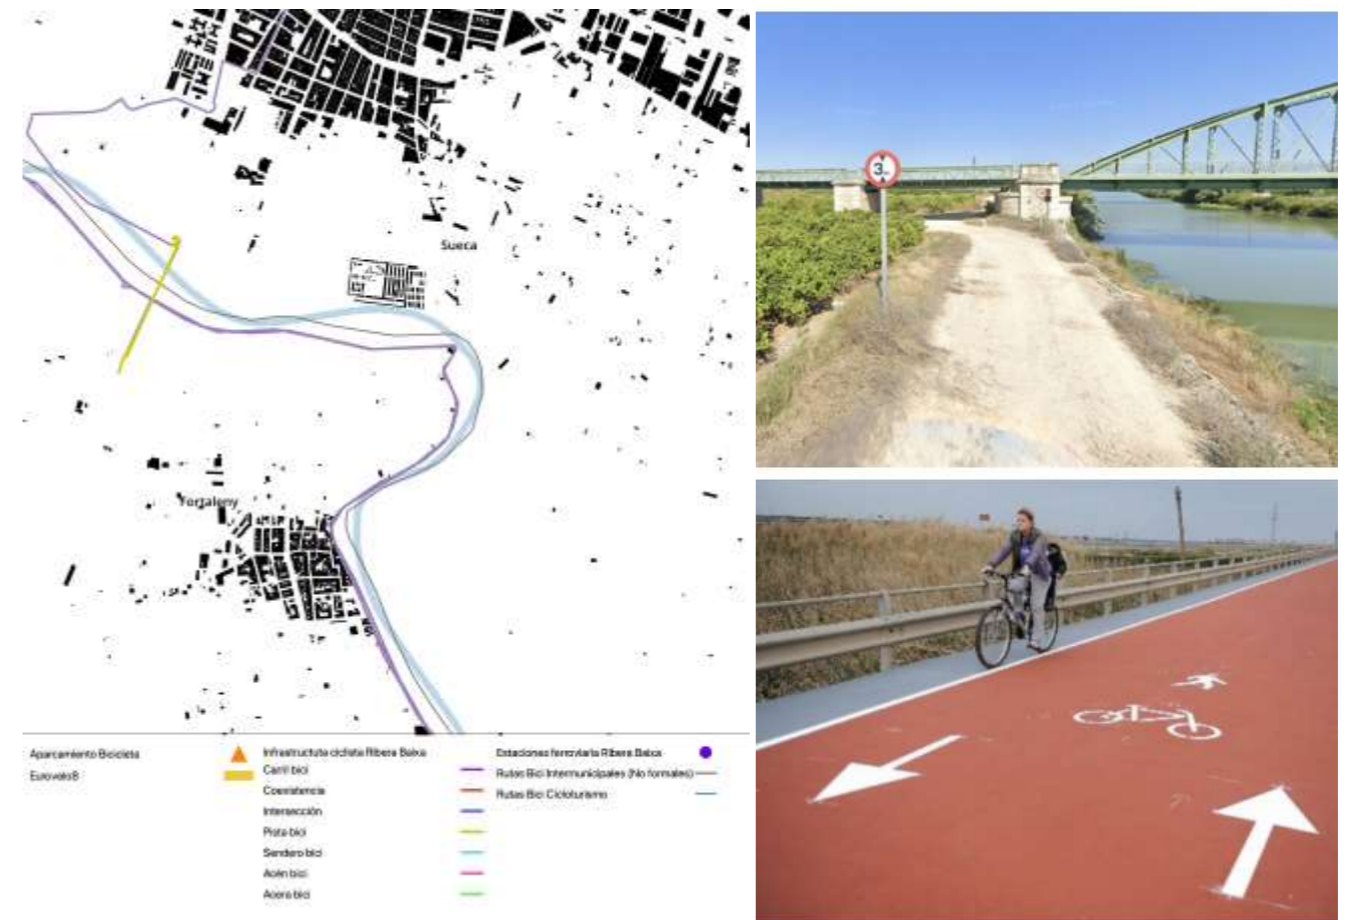 Sueca
Fortaleny
Aparcamiento Bicicleta
Eurovelo8
Infraestructura ciclista Ribera Baixa
Carril bici
Coexistencia
Intersección
Pista bici
Sendero bici
Acera bici
Estaciones ferroviaria Ribera Baixa
Rutas Bici Intermunicipales (No formales)
Rutas Bici Cicloturismo
3